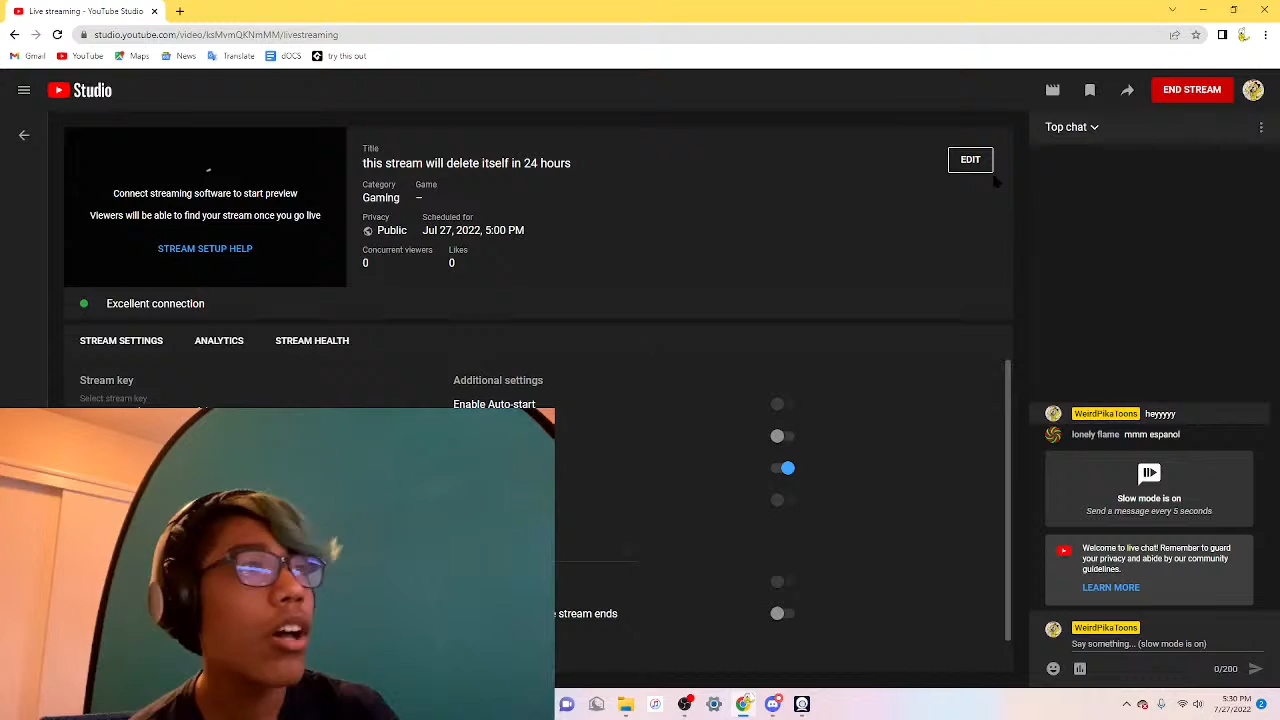 Live streaming - YouTube Studio
studio.youtube.com/video/ksMvmQKNmMM/livestreaming
Gmail
YouTube
Maps
News
Translate
dOCS
try this out
Studio
END STREAM
Connect streaming software to start preview
Viewers will be able to find your stream once you go live
STREAM SETUP HELP
Title
this stream will delete itself in 24 hours
EDIT
Category Game
Gaming –
Privacy Scheduled for
Public Jul 27, 2022, 5:00 PM
Concurrent viewers Likes
0 0
Excellent connection
STREAM SETTINGS ANALYTICS STREAM HEALTH
Stream key
Select stream key
Additional settings
Enable Auto-start
stream ends
Top chat
WeirdPikaToons heyyyyy
lonely flame mmm espanol
Slow mode is on
Send a message every 5 seconds
Welcome to live chat! Remember to guard
your privacy and abide by our community
guidelines.
LEARN MORE
WeirdPikaToons
Say something... (slow mode is on)
0/200
5:30 PM
7/27/2022
2